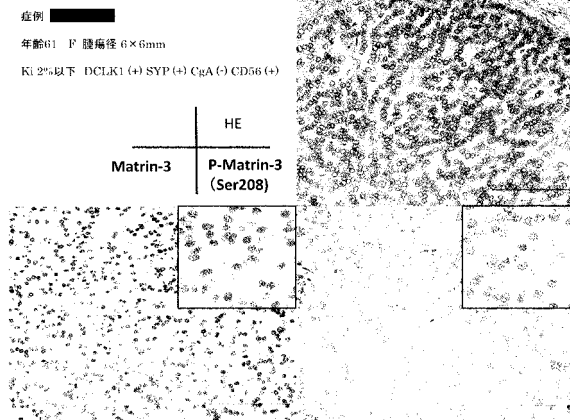 症例
年齢61 F 腫瘍径 6×6mm
Ki 2%以下 DCLK1 (+) SYP (+) CgA (-) CD56 (+)
HE
Matrin-3
P-Matrin-3
(Ser208)